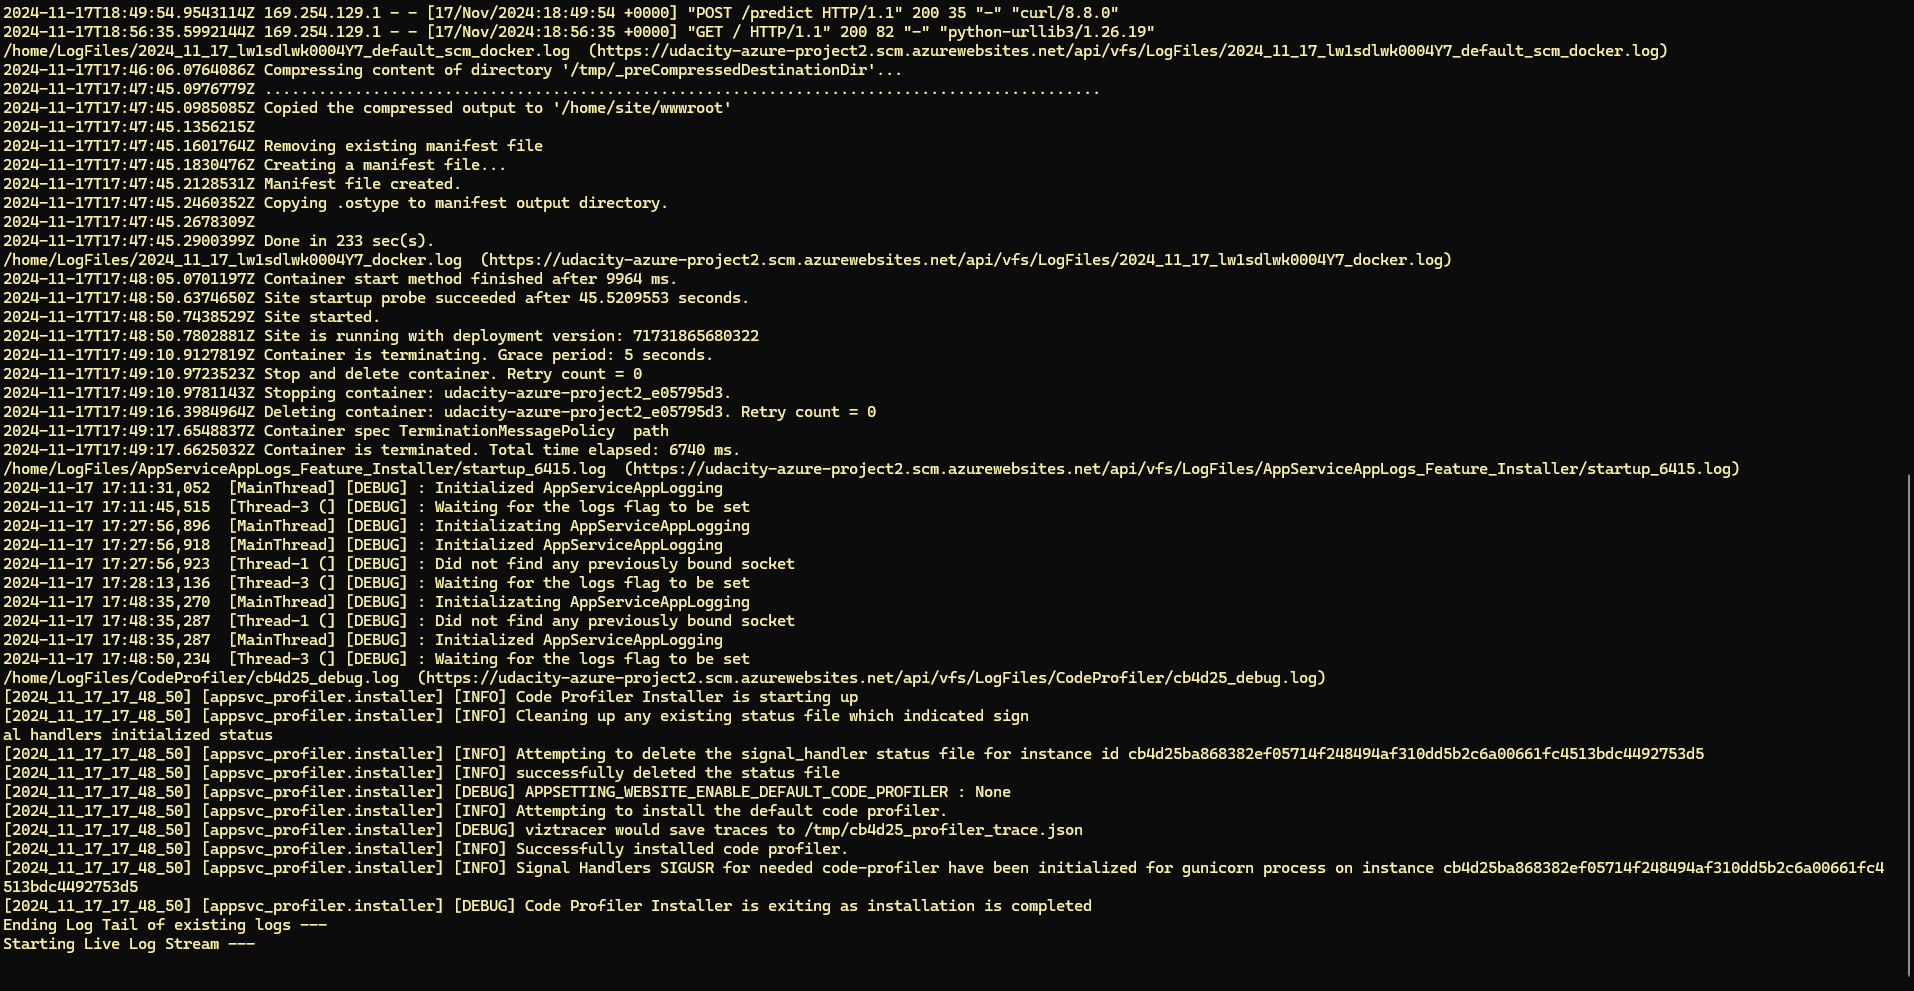 2024-11-17T18:49:54.9543114Z 169.254.129.1 - - [17/Nov/2024:18:49:54 +0000] "POST /predict HTTP/1.1" 200 35 "-" "curl/8.8.0"
2024-11-17T18:56:35.5992144Z 169.254.129.1 - - [17/Nov/2024:18:56:35 +0000] "GET / HTTP/1.1" 200 82 "-" "python-urllib3/1.26.19"
/home/LogFiles/2024_11_17_lw1sdlwk0004Y7_default_scm_docker.log  (https://udacity-azure-project2.scm.azurewebsites.net/api/vfs/LogFiles/2024_11_17_lw1sdlwk0004Y7_default_scm_docker.log)
2024-11-17T17:46:06.0764086Z Compressing content of directory '/tmp/_preCompressedDestinationDir'...
2024-11-17T17:47:45.0976779Z .............................................................................................
2024-11-17T17:47:45.0985085Z Copied the compressed output to '/home/site/wwwroot'
2024-11-17T17:47:45.1356215Z
2024-11-17T17:47:45.1601764Z Removing existing manifest file
2024-11-17T17:47:45.1830476Z Creating a manifest file...
2024-11-17T17:47:45.2128531Z Manifest file created.
2024-11-17T17:47:45.2460352Z Copying .ostype to manifest output directory.
2024-11-17T17:47:45.2678309Z
2024-11-17T17:47:45.2900399Z Done in 233 sec(s).
/home/LogFiles/2024_11_17_lw1sdlwk0004Y7_docker.log  (https://udacity-azure-project2.scm.azurewebsites.net/api/vfs/LogFiles/2024_11_17_lw1sdlwk0004Y7_docker.log)
2024-11-17T17:48:05.0701197Z Container start method finished after 9964 ms.
2024-11-17T17:48:50.6374650Z Site startup probe succeeded after 45.5209553 seconds.
2024-11-17T17:48:50.7438529Z Site started.
2024-11-17T17:48:50.7802881Z Site is running with deployment version: 71731865680322
2024-11-17T17:49:10.9127819Z Container is terminating. Grace period: 5 seconds.
2024-11-17T17:49:10.9723523Z Stop and delete container. Retry count = 0
2024-11-17T17:49:10.9781143Z Stopping container: udacity-azure-project2_e05795d3.
2024-11-17T17:49:16.3984964Z Deleting container: udacity-azure-project2_e05795d3. Retry count = 0
2024-11-17T17:49:17.6548837Z Container spec TerminationMessagePolicy  path
2024-11-17T17:49:17.6625032Z Container is terminated. Total time elapsed: 6740 ms.
/home/LogFiles/AppServiceAppLogs_Feature_Installer/startup_6415.log  (https://udacity-azure-project2.scm.azurewebsites.net/api/vfs/LogFiles/AppServiceAppLogs_Feature_Installer/startup_6415.log)
2024-11-17 17:11:31,052  [MainThread] [DEBUG] : Initialized AppServiceAppLogging
2024-11-17 17:11:45,515  [Thread-3 (] [DEBUG] : Waiting for the logs flag to be set
2024-11-17 17:27:56,896  [MainThread] [DEBUG] : Initializating AppServiceAppLogging
2024-11-17 17:27:56,918  [MainThread] [DEBUG] : Initialized AppServiceAppLogging
2024-11-17 17:27:56,923  [Thread-1 (] [DEBUG] : Did not find any previously bound socket
2024-11-17 17:28:13,136  [Thread-3 (] [DEBUG] : Waiting for the logs flag to be set
2024-11-17 17:48:35,270  [MainThread] [DEBUG] : Initializating AppServiceAppLogging
2024-11-17 17:48:35,287  [Thread-1 (] [DEBUG] : Did not find any previously bound socket
2024-11-17 17:48:35,287  [MainThread] [DEBUG] : Initialized AppServiceAppLogging
2024-11-17 17:48:50,234  [Thread-3 (] [DEBUG] : Waiting for the logs flag to be set
/home/LogFiles/CodeProfiler/cb4d25_debug.log  (https://udacity-azure-project2.scm.azurewebsites.net/api/vfs/LogFiles/CodeProfiler/cb4d25_debug.log)
[2024_11_17_17_48_50] [appsvc_profiler.installer] [INFO] Code Profiler Installer is starting up
[2024_11_17_17_48_50] [appsvc_profiler.installer] [INFO] Cleaning up any existing status file which indicated sign
al handlers initialized status
[2024_11_17_17_48_50] [appsvc_profiler.installer] [INFO] Attempting to delete the signal_handler status file for instance id cb4d25ba868382ef05714f248494af310dd5b2c6a00661fc4513bdc4492753d5
[2024_11_17_17_48_50] [appsvc_profiler.installer] [INFO] successfully deleted the status file
[2024_11_17_17_48_50] [appsvc_profiler.installer] [DEBUG] APPSETTING_WEBSITE_ENABLE_DEFAULT_CODE_PROFILER : None
[2024_11_17_17_48_50] [appsvc_profiler.installer] [INFO] Attempting to install the default code profiler.
[2024_11_17_17_48_50] [appsvc_profiler.installer] [DEBUG] viztracer would save traces to /tmp/cb4d25_profiler_trace.json
[2024_11_17_17_48_50] [appsvc_profiler.installer] [INFO] Successfully installed code profiler.
[2024_11_17_17_48_50] [appsvc_profiler.installer] [INFO] Signal Handlers SIGUSR for needed code-profiler have been initialized for gunicorn process on instance cb4d25ba868382ef05714f248494af310dd5b2c6a00661fc4
513bdc4492753d5
[2024_11_17_17_48_50] [appsvc_profiler.installer] [DEBUG] Code Profiler Installer is exiting as installation is completed
Ending Log Tail of existing logs ---
Starting Live Log Stream ---